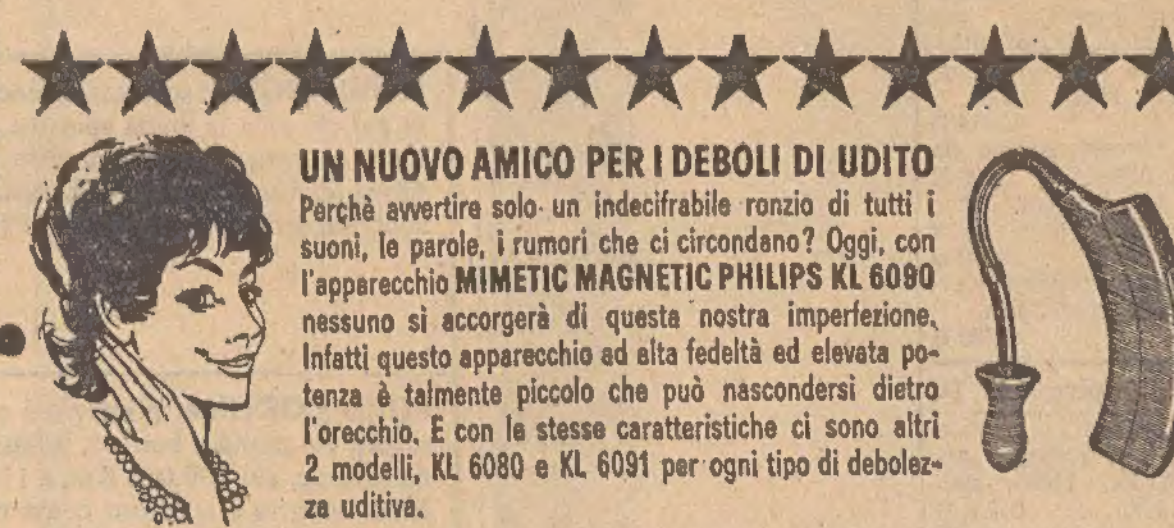 UN NUOVO AMICO PER I DEBOLI DI UDITO
Perchè avvertire solo un indecifrabile ronzio di tutti i
suoni, le parole, i rumori che ci circondano? Oggi, con
l'apparecchio MIMETIC MAGNETIC PHILIPS KL 6090
nessuno si accorgerà di questa nostra imperfezione.
Infatti questo apparecchio ad alta fedeltà ed elevata po-
tenza è talmente piccolo che può nascondersi dietro
l'orecchio. E con le stesse caratteristiche ci sono altri
2 modelli, KL 6080 e KL 6091 per ogni tipo di debolez-
za uditiva.